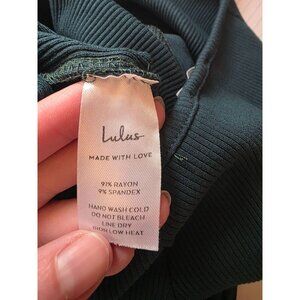 Lulus
MADE WITH LOVE
91% RAYON
9% SPANDEX
HAND WASH COLD
DO NOT BLEACH
LINE DRY
IRON LOW HEAT